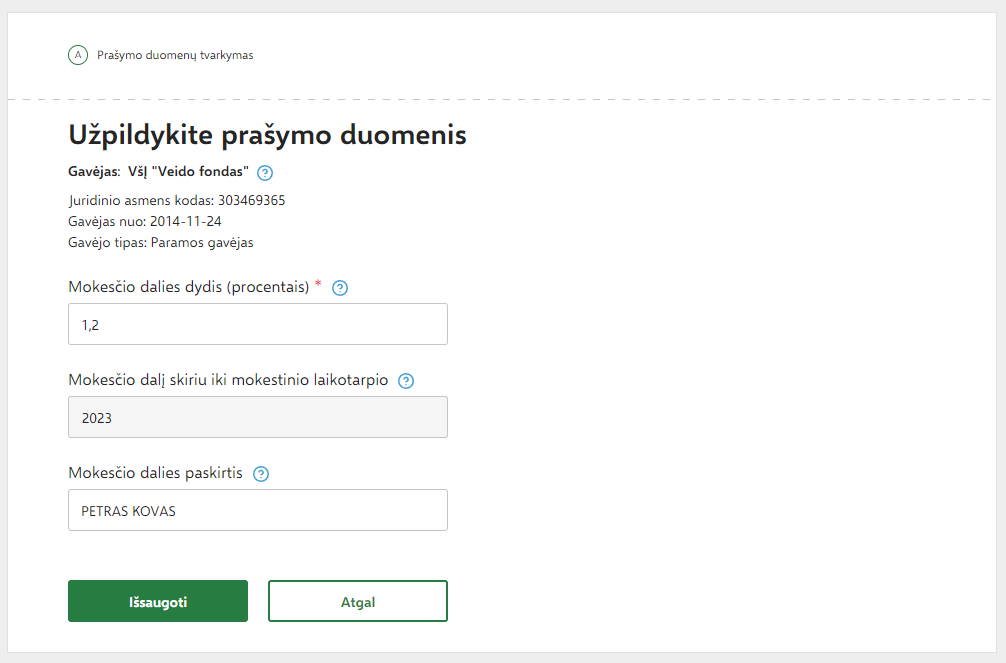 A Prašymo duomenų tvarkymas
Užpildykite prašymo duomenis
Gavėjas: VšĮ "Veido fondas" ?
Juridinio asmens kodas: 303469365
Gavėjas nuo: 2014-11-24
Gavėjo tipas: Paramos gavėjas
Mokesčio dalies dydis (procentais) * ?
1,2
Mokesčio dalį skiriu iki mokestinio laikotarpio ?
2023
Mokesčio dalies paskirtis ?
PETRAS KOVAS
Išsaugoti
Atgal